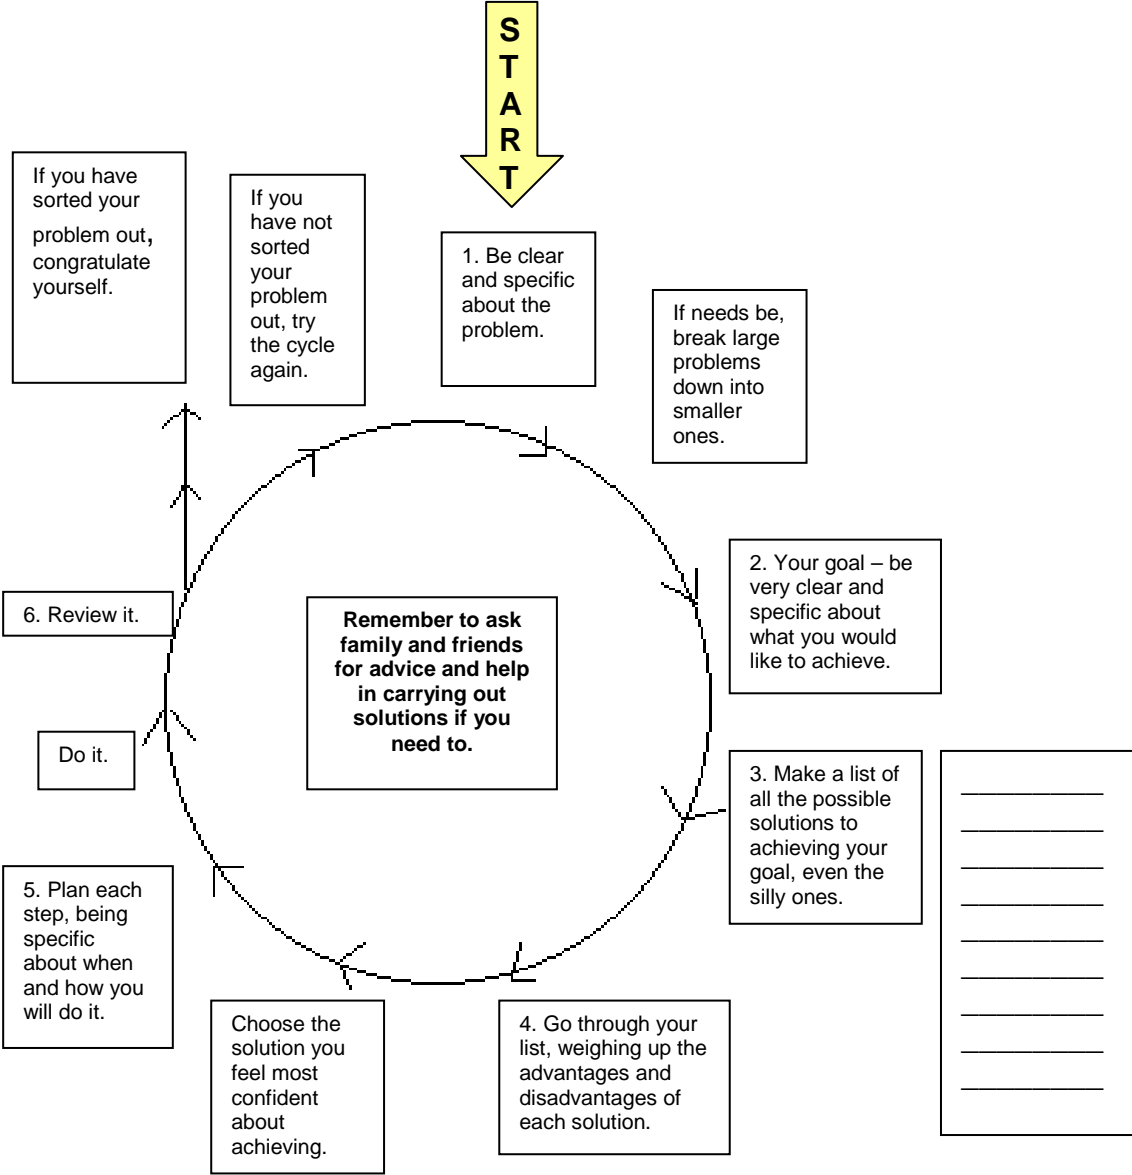 S
T
A
R
T
1. Be clear
and specific
about the
problem.
If needs be,
break large
problems
down into
smaller
ones.
2. Your goal – be
very clear and
specific about
what you would
like to achieve.
3. Make a list of
all the possible
solutions to
achieving your
goal, even the
silly ones.
4. Go through your
list, weighing up the
advantages and
disadvantages of
each solution.
Choose the
solution you
feel most
confident
about
achieving.
5. Plan each
step, being
specific
about when
and how you
will do it.
Do it.
6. Review it.
If you have
sorted your
problem out,
congratulate
yourself.
If you
have not
sorted
your
problem
out, try
the cycle
again.
Remember to ask
family and friends
for advice and help
in carrying out
solutions if you
need to.